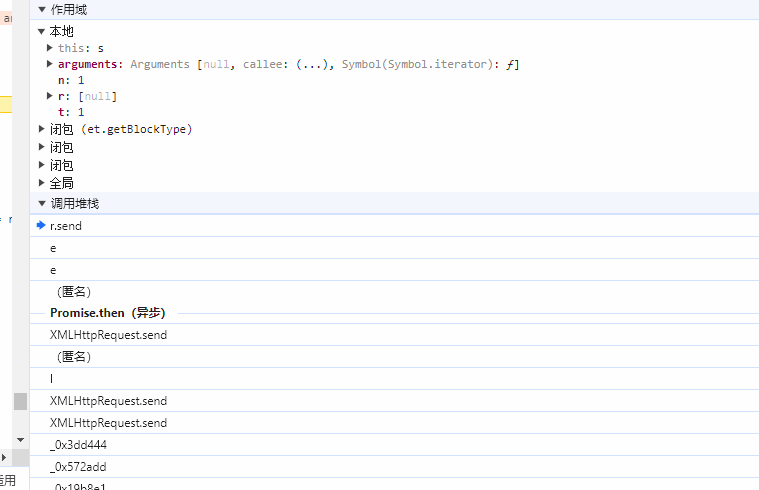 作用域
本地
this: s
arguments: Arguments [null, callee: (...), Symbol(Symbol.iterator): ƒ]
n: 1
r: [null]
t: 1
闭包 (et.getBlockType)
闭包
闭包
全局
调用堆栈
r.send
e
e
（匿名）
Promise.then（异步）
XMLHttpRequest.send
（匿名）
l
XMLHttpRequest.send
XMLHttpRequest.send
_0x3dd444
_0x572add
_0x19b8e1